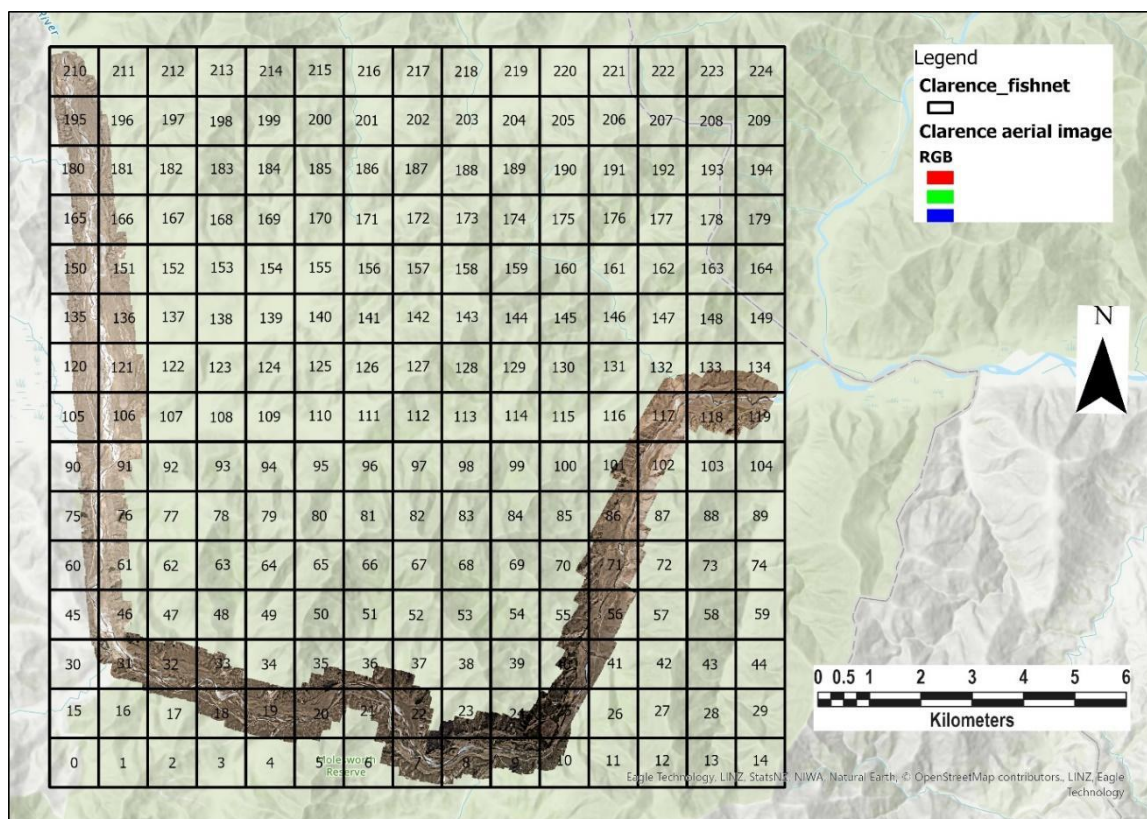 River
210 211 212 213 214 215 216 217 218 219 220 221 222 223 224
195 196 197 198 199 200 201 202 203 204 205 206 207 208 209
180 181 182 183 184 185 186 187 188 189 190 191 192 193 194
165 166 167 168 169 170 171 172 173 174 175 176 177 178 179
150 151 152 153 154 155 156 157 158 159 160 161 162 163 164
135 136 137 138 139 140 141 142 143 144 145 146 147 148 149
120 121 122 123 124 125 126 127 128 129 130 131 132 133 134
105 106 107 108 109 110 111 112 113 114 115 116 117 118 119
90 91 92 93 94 95 96 97 98 99 100 101 102 103 104
75 76 77 78 79 80 81 82 83 84 85 86 87 88 89
60 61 62 63 64 65 66 67 68 69 70 71 72 73 74
45 46 47 48 49 50 51 52 53 54 55 56 57 58 59
30 31 32 33 34 35 36 37 38 39 41 42 43 44
15 16 17 18 19 20 21 22 23 24 25 26 27 28 29
0 1 2 3 4 5 6 7 8 9 10 11 12 13 14
Molesworth
Reserve
Legend
Clarence_fishnet
Clarence aerial image
RGB
N
0 0.5 1 2 3 4 5 6
Kilometers
Eagle Technology, LINZ, StatsNZ, NIWA, Natural Earth, © OpenStreetMap contributors., LINZ, Eagle
Technology